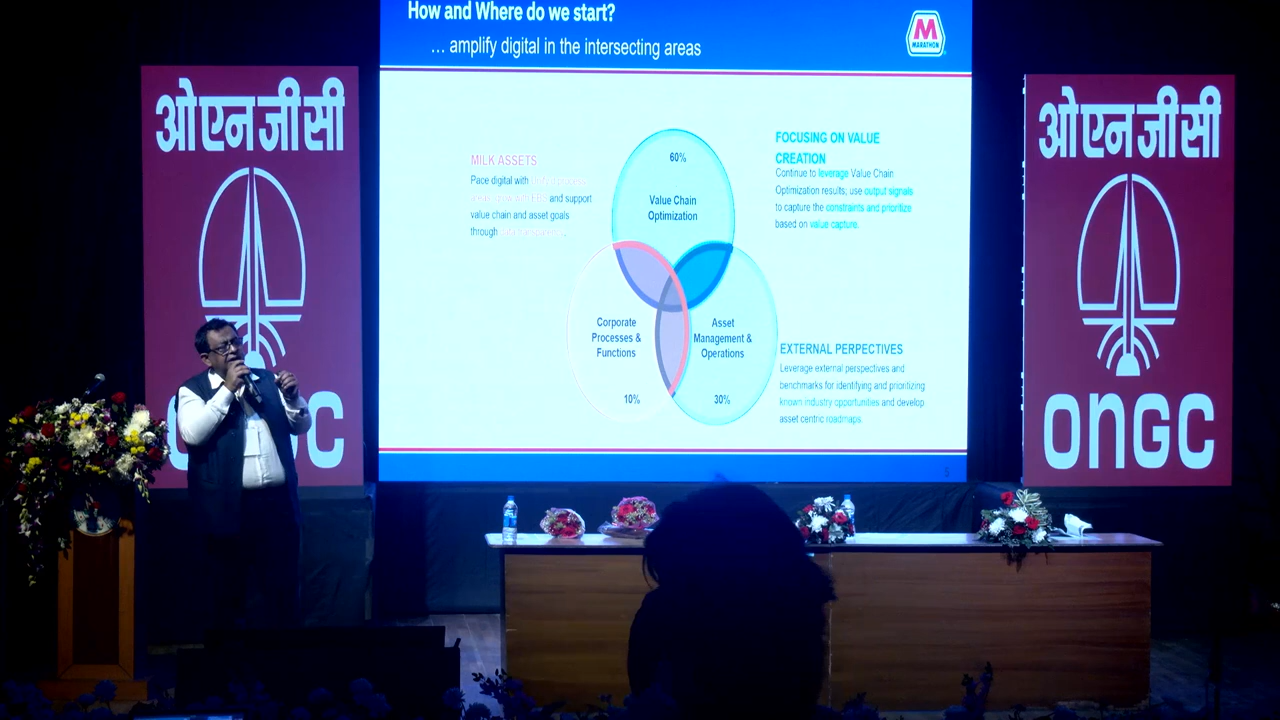 How and Where do we start?
... amplify digital in the intersecting areas
M
MARATHON
ओएनजीसी
ONGC
MILK ASSETS
Pace digital with
and support
value chain and asset goals
through
60%
Value Chain
Optimization
FOCUSING ON VALUE
CREATION
Continue to leverage Value Chain
Optimization results; use output signals
to capture the constraints and prioritize
based on value capture.
Corporate
Processes &
Functions
10%
Asset
Management &
Operations
30%
EXTERNAL PERPECTIVES
Leverage external perspectives and
benchmarks for identifying and prioritizing
known industry opportunities and develop
asset centric roadmaps
5
ओएनजीसी
ONGC